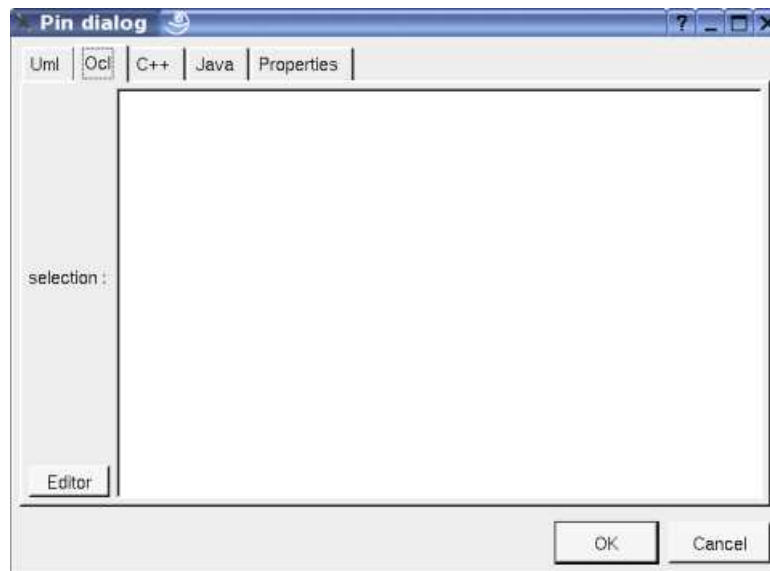 Pin dialog ?
Uml Ocl C++ Java Properties
selection :
Editor
OK Cancel